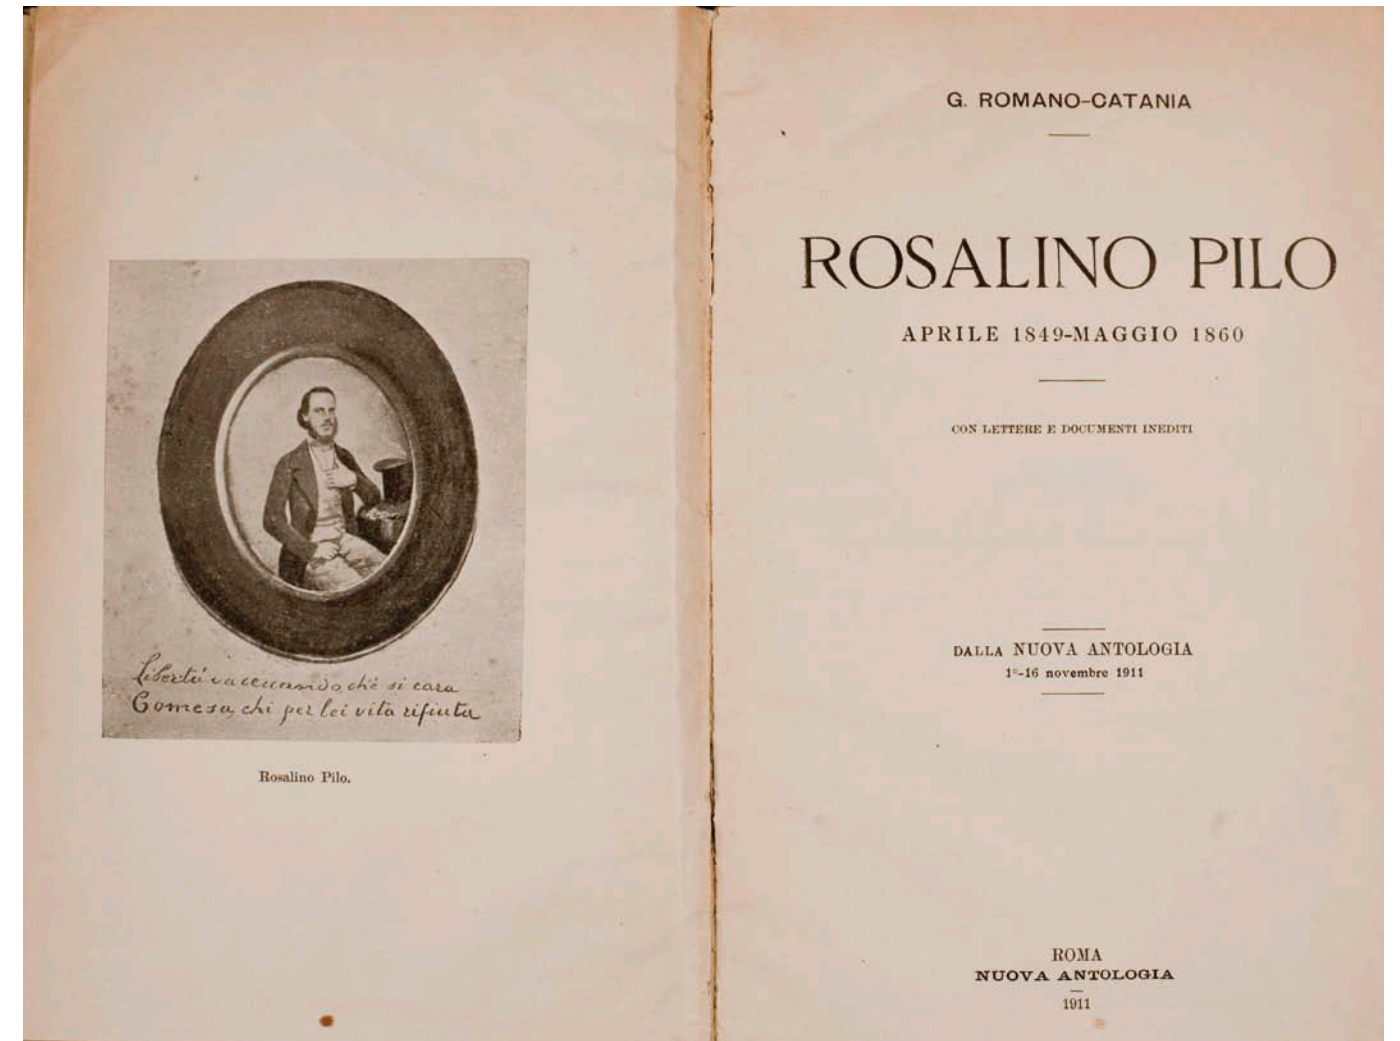 Libertà va cercando, ch'è sì cara
Come sa, chi per lei vita rifiuta
Rosalino Pilo.
G. ROMANO-CATANIA
ROSALINO PILO
APRILE 1849-MAGGIO 1860
CON LETTERE E DOCUMENTI INEDITI
DALLA NUOVA ANTOLOGIA
1°-16 novembre 1911
ROMA
NUOVA ANTOLOGIA
1911